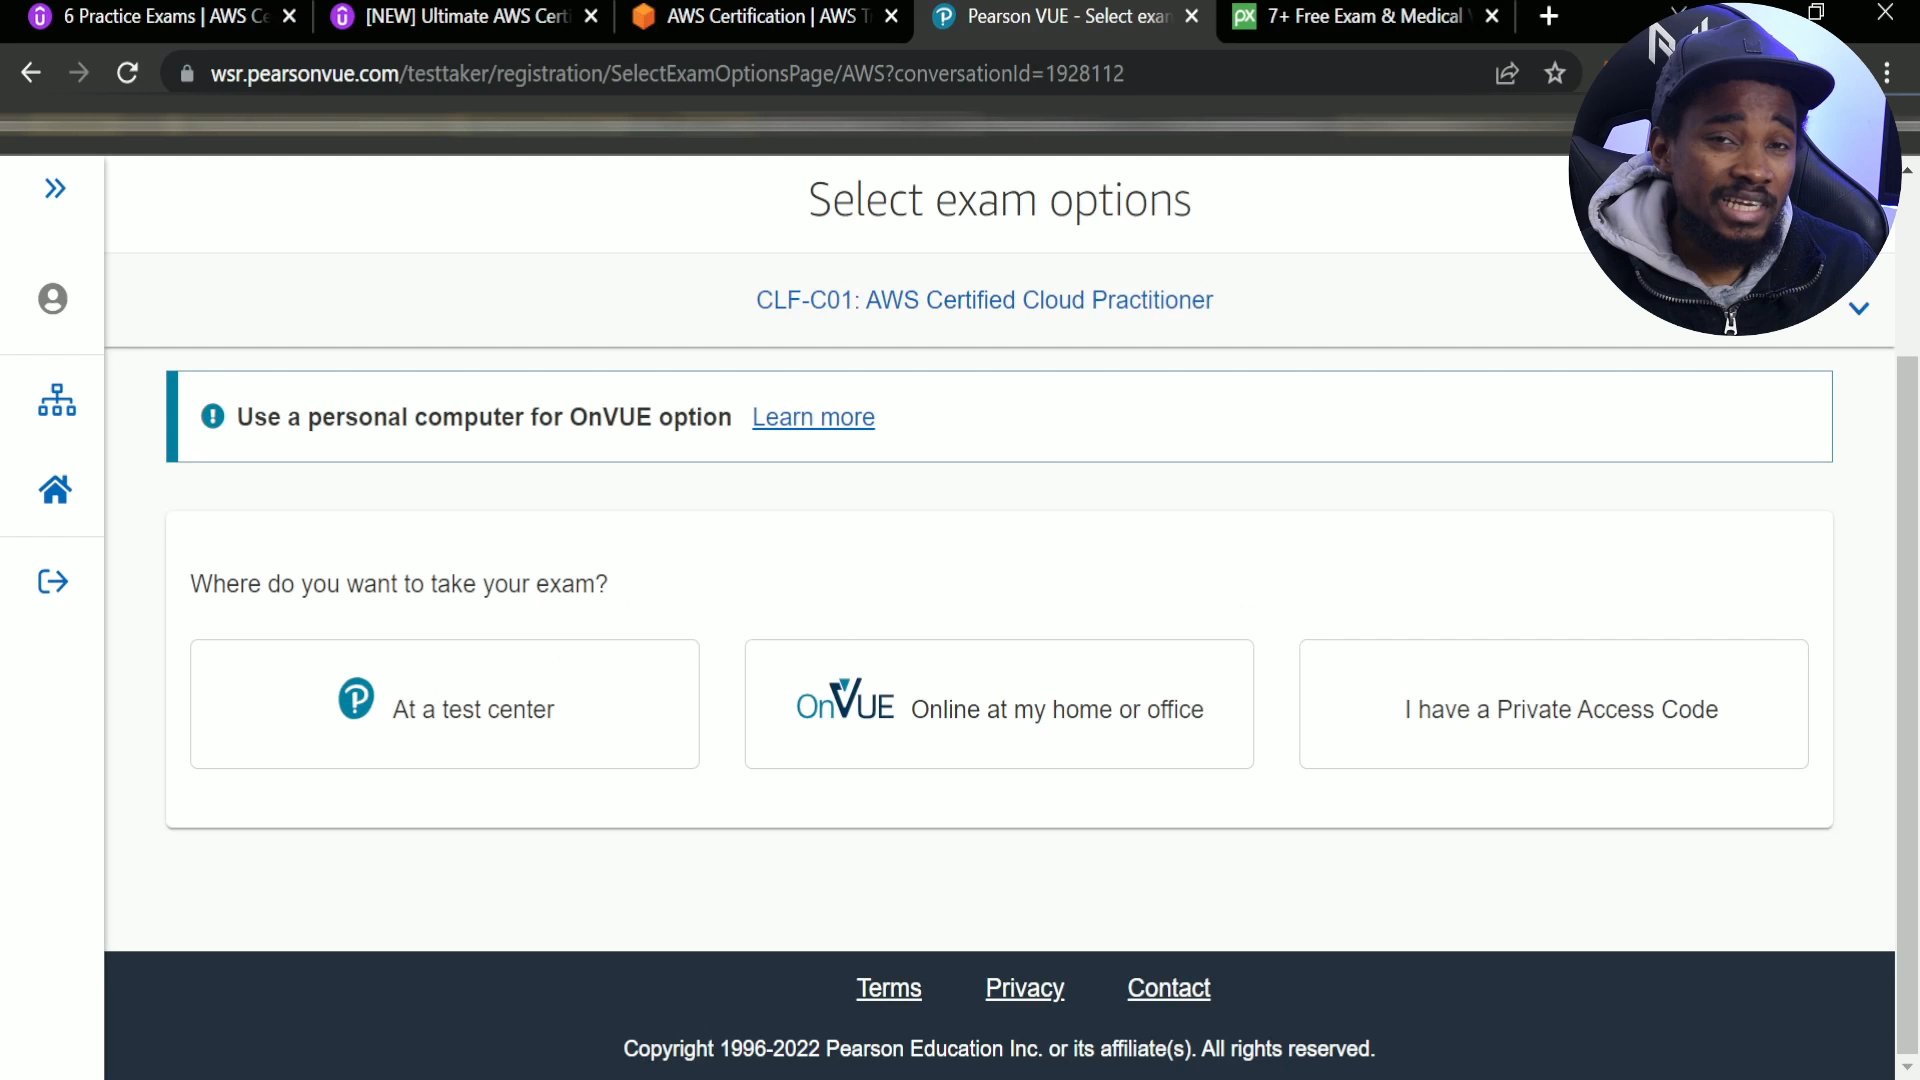 6 Practice Exams | AWS Ce
[NEW] Ultimate AWS Certi
AWS Certification | AWS T
Pearson VUE - Select exam
7+ Free Exam & Medical
wsr.pearsonvue.com/testtaker/registration/SelectExamOptionsPage/AWS?conversationId=1928112
Select exam options
CLF-C01: AWS Certified Cloud Practitioner
Use a personal computer for OnVUE option Learn more
Where do you want to take your exam?
At a test center
OnVUE Online at my home or office
I have a Private Access Code
Terms Privacy Contact
Copyright 1996-2022 Pearson Education Inc. or its affiliate(s). All rights reserved.